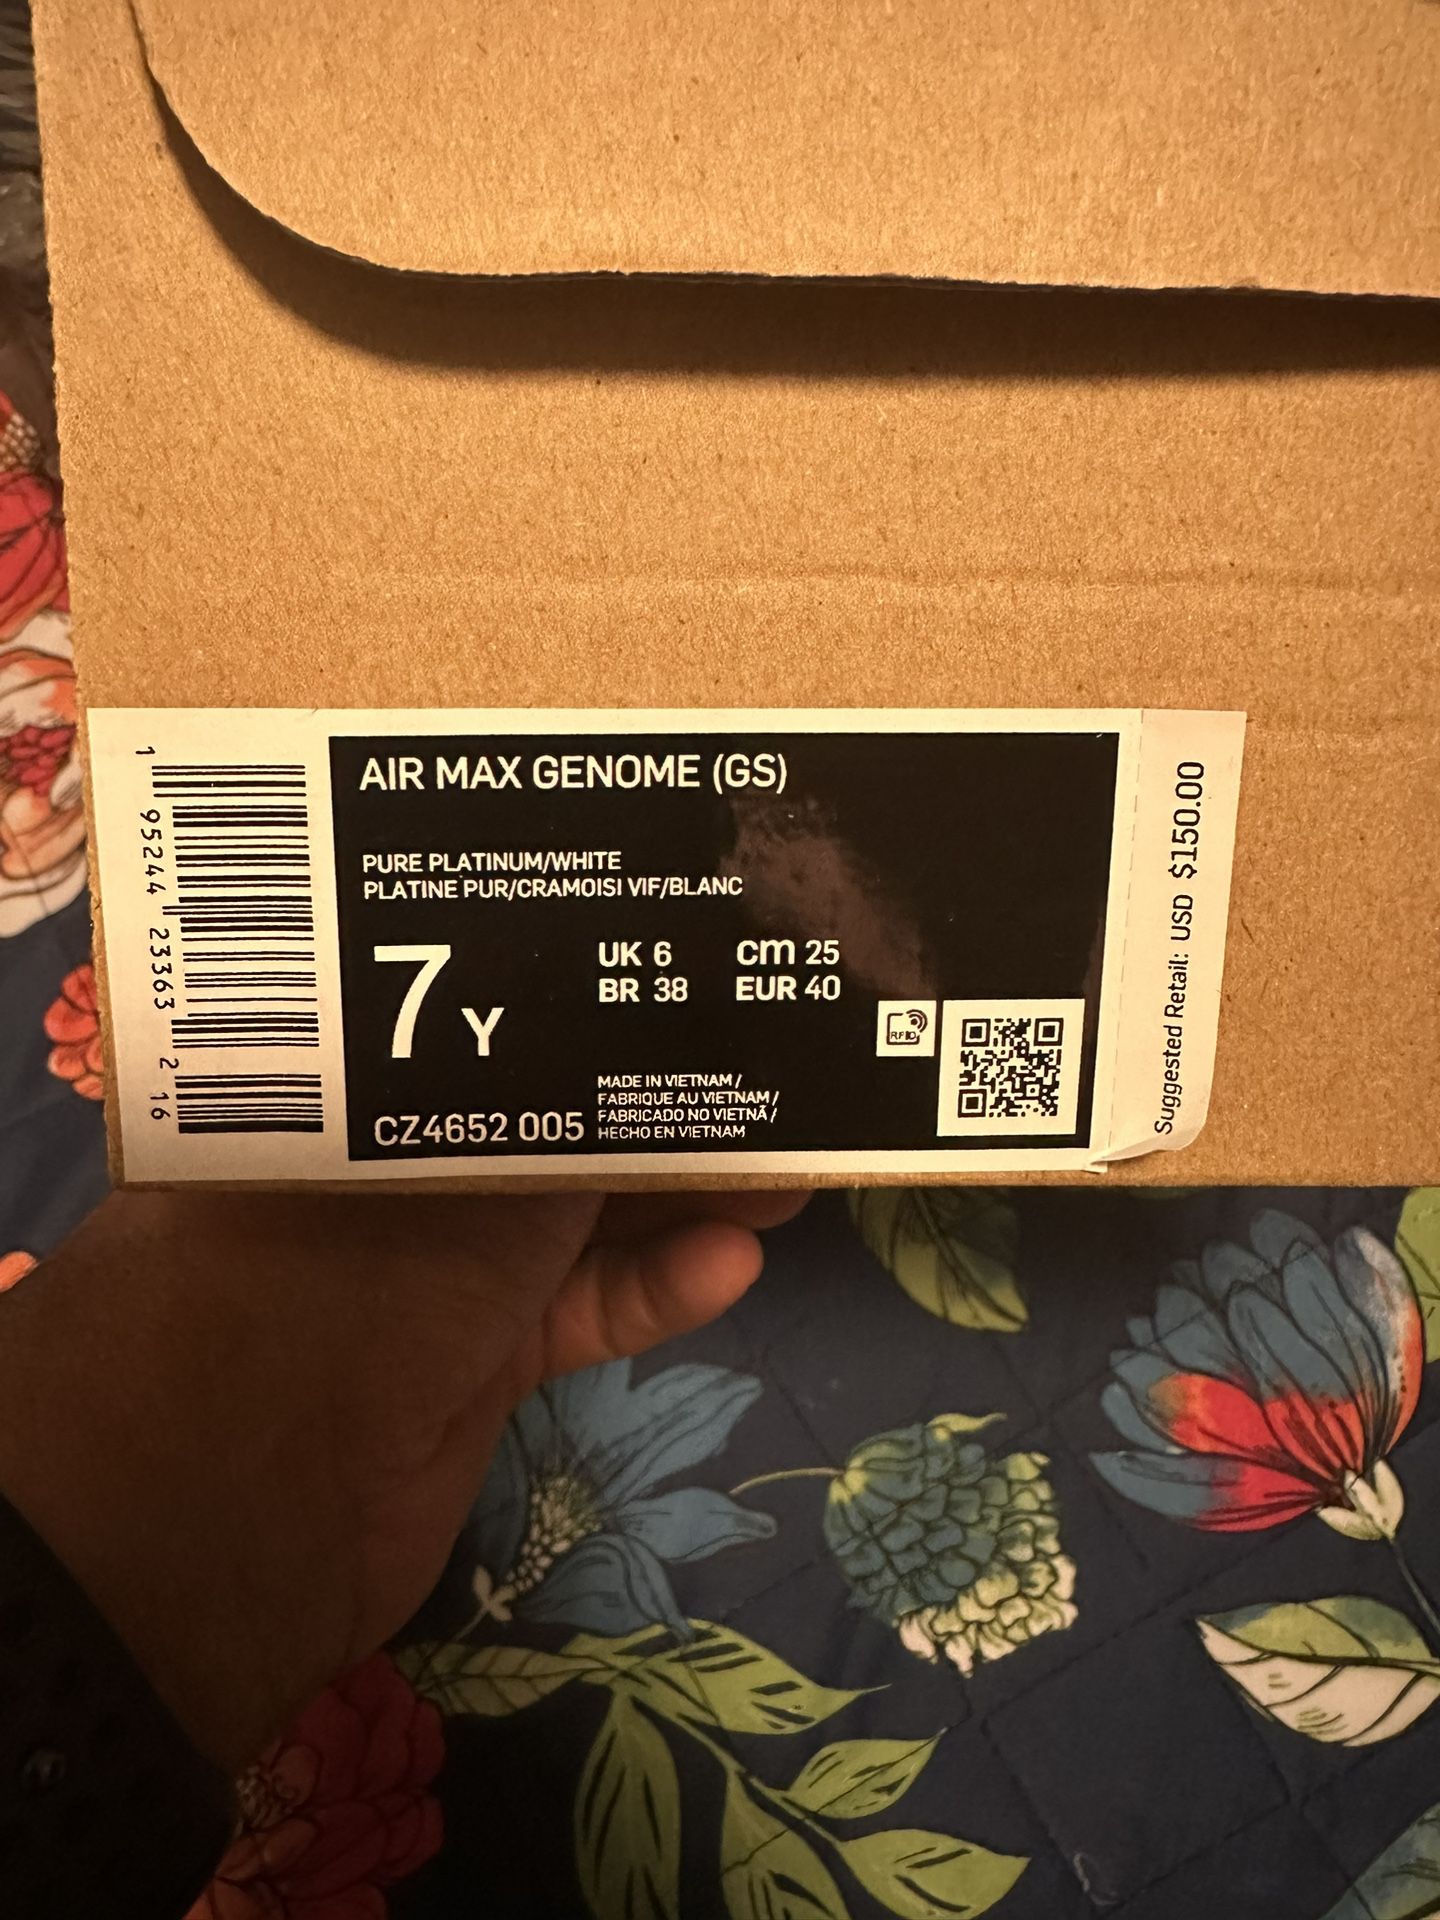 AIR MAX GENOME (GS)
PURE PLATINUM/WHITE
PLATINE PUR/CRAMOISI VIF/BLANC
7Y
UK 6 cm 25
BR 38 EUR 40
CZ4652 005
MADE IN VIETNAM /
FABRIQUE AU VIETNAM /
FABRICADO NO VIETNÃ /
HECHO EN VIETNAM
RFID
1 95244 23363 2 16
Suggested Retail: USD $150.00